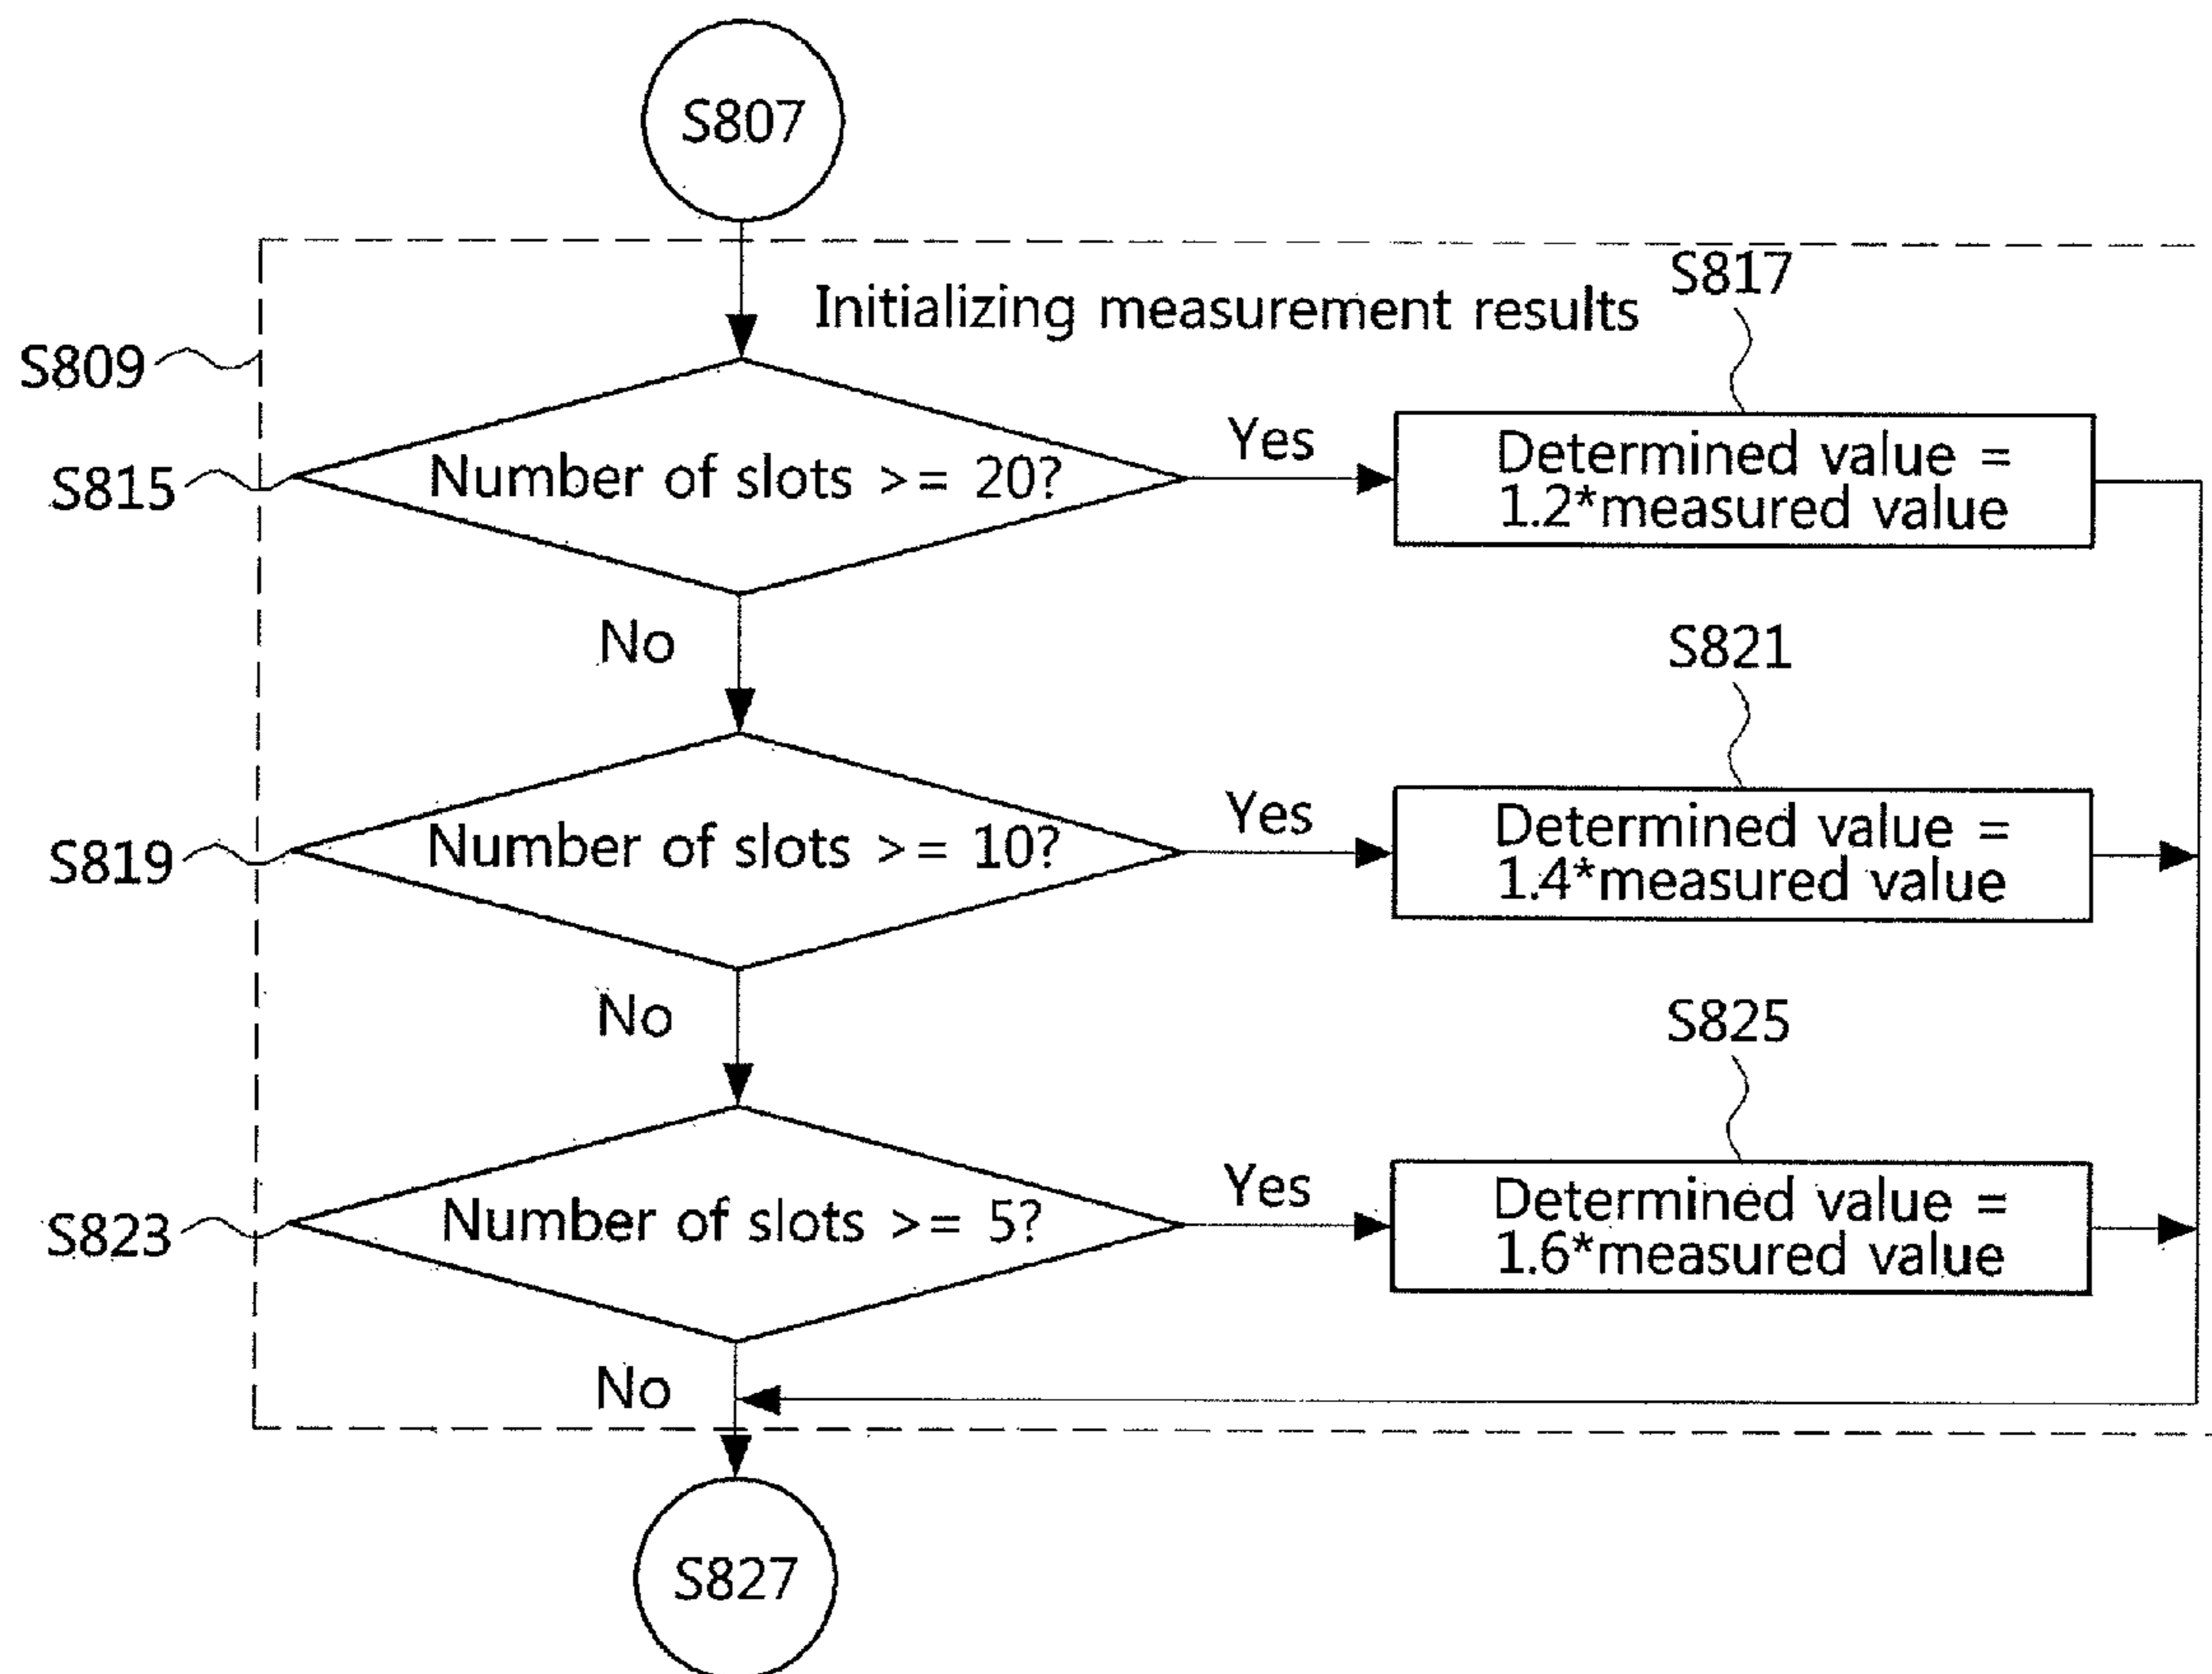 S807
Initializing measurement results
S817
S809
S815
Number of slots >= 20?
Yes
Determined value =
1.2*measured value
No
S821
S819
Number of slots >= 10?
Yes
Determined value =
1.4*measured value
No
S825
S823
Number of slots >= 5?
Yes
Determined value =
1.6*measured value
No
S827